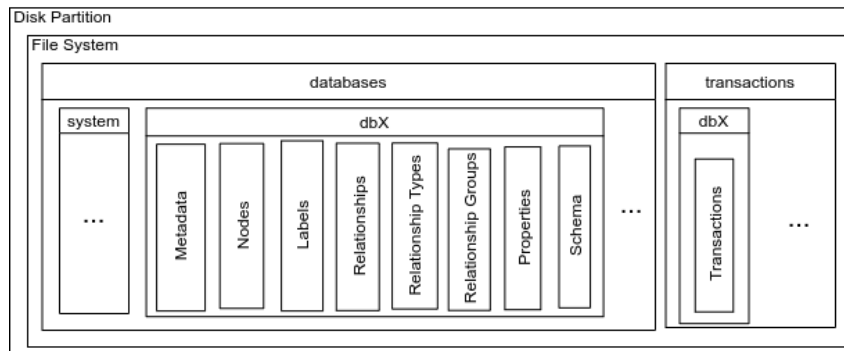 Disk Partition
File System
databases
transactions
system
dbX
dbX
...
Metadata
Nodes
Labels
Relationships
Relationship Types
Relationship Groups
Properties
Schema
...
Transactions
...